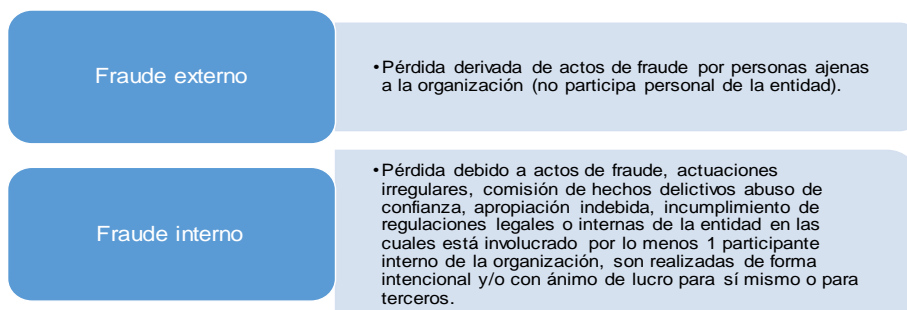 Fraude externo
•Pérdida derivada de actos de fraude por personas ajenas
a la organización (no participa personal de la entidad).
Fraude interno
•Pérdida debido a actos de fraude, actuaciones
irregulares, comisión de hechos delictivos abuso de
confianza, apropiación indebida, incumplimiento de
regulaciones legales o internas de la entidad en las
cuales está involucrado por lo menos 1 participante
interno de la organización, son realizadas de forma
intencional y/o con ánimo de lucro para sí mismo o para
terceros.